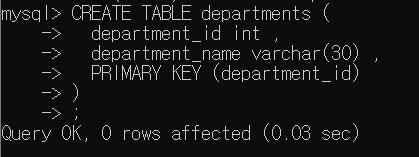 mysql> CREATE TABLE departments (
    ->   department_id int ,
    ->   department_name varchar(30) ,
    ->   PRIMARY KEY (department_id)
    -> )
    -> ;
Query OK, 0 rows affected (0.03 sec)